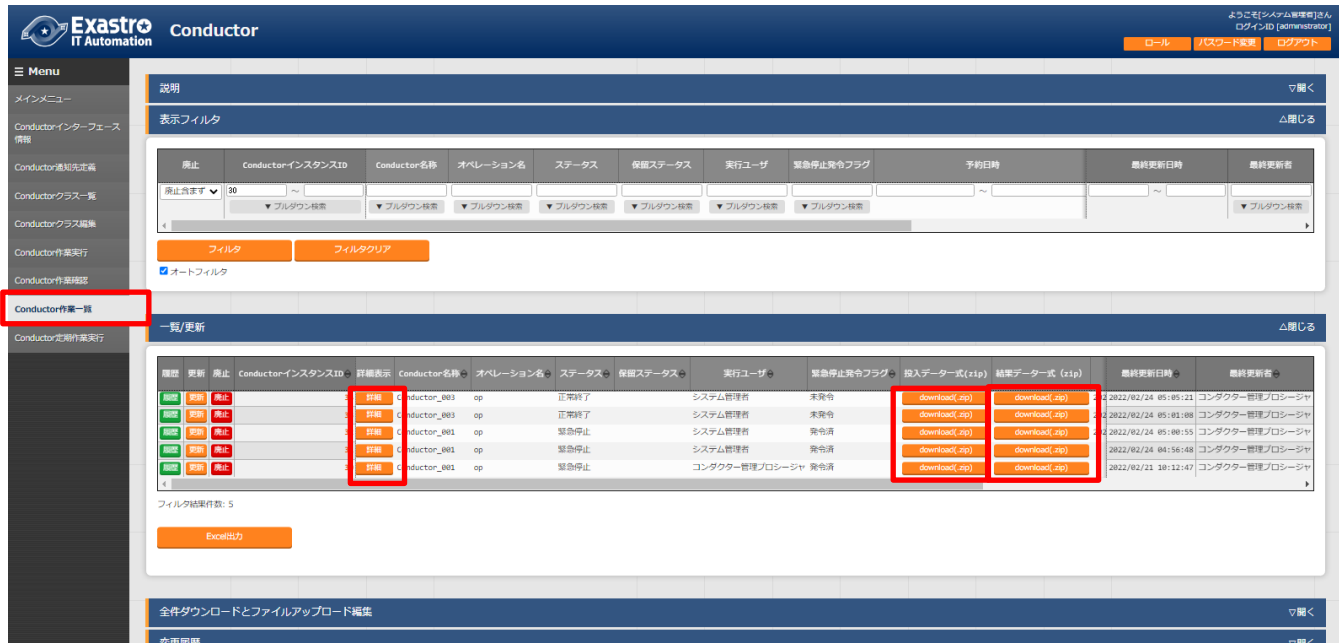 Exastro
IT Automation
Conductor
ようこそ[システム管理者]さん
ログインID [administrator]
ロール パスワード変更 ログアウト
☰ Menu
メインメニュー
Conductorインターフェース
情報
Conductor通知先定義
Conductorクラス一覧
Conductorクラス編集
Conductor作業実行
Conductor作業確認
Conductor作業一覧
Conductor定期作業実行
説明 ▽開く
表示フィルタ △閉じる
廃止 ConductorインスタンスID Conductor名称 オペレーション名 ステータス 保留ステータス 実行ユーザ 緊急停止発令フラグ 予約日時 最終更新日時 最終更新者
廃止含まず 30 ～ ～ ～
▼ プルダウン検索 ▼ プルダウン検索 ▼ プルダウン検索 ▼ プルダウン検索 ▼ プルダウン検索 ▼ プルダウン検索 ▼ プルダウン検索 ▼ プルダウン検索
フィルタ フィルタクリア
オートフィルタ
一覧/更新 △閉じる
履歴 更新 廃止 ConductorインスタンスID 詳細表示 Conductor名称 オペレーション名 ステータス 保留ステータス 実行ユーザ 緊急停止発令フラグ 投入データ一式(zip) 結果データ一式 (zip) 最終更新日時 最終更新者
履歴 更新 廃止 3 詳細 Conductor_003 op 正常終了 システム管理者 未発令 download(.zip) download(.zip) 2022/02/24 05:05:21 コンダクター管理プロシージャ
履歴 更新 廃止 3 詳細 Conductor_003 op 正常終了 システム管理者 未発令 download(.zip) download(.zip) 2022/02/24 05:01:08 コンダクター管理プロシージャ
履歴 更新 廃止 3 詳細 Conductor_001 op 緊急停止 システム管理者 発令済 download(.zip) download(.zip) 2022/02/24 05:00:55 コンダクター管理プロシージャ
履歴 更新 廃止 3 詳細 Conductor_001 op 緊急停止 システム管理者 発令済 download(.zip) download(.zip) 2022/02/24 04:56:48 コンダクター管理プロシージャ
履歴 更新 廃止 3 詳細 Conductor_001 op 緊急停止 コンダクター管理プロシージャ 発令済 download(.zip) download(.zip) 2022/02/21 10:12:47 コンダクター管理プロシージャ
フィルタ結果件数: 5
Excel出力
全件ダウンロードとファイルアップロード編集 ▽開く
変更履歴 ▽開く